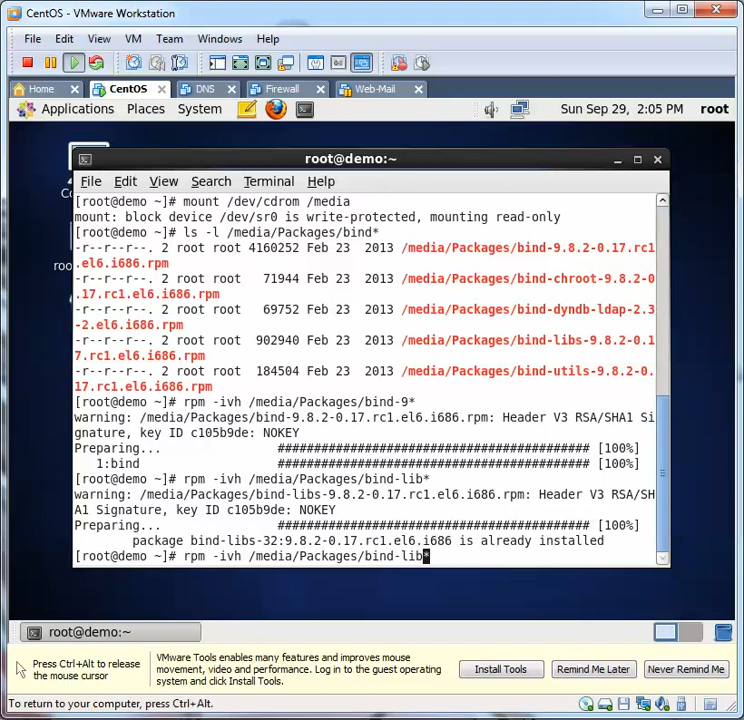 CentOS - VMware Workstation
File Edit View VM Team Windows Help
Home CentOS DNS Firewall Web-Mail
Applications Places System Sun Sep 29, 2:05 PM root
root@demo:~
File Edit View Search Terminal Help
[root@demo ~]# mount /dev/cdrom /media
mount: block device /dev/sr0 is write-protected, mounting read-only
[root@demo ~]# ls -l /media/Packages/bind*
-r--r--r--. 2 root root 4160252 Feb 23  2013 /media/Packages/bind-9.8.2-0.17.rc1
.el6.i686.rpm
-r--r--r--. 2 root root   71944 Feb 23  2013 /media/Packages/bind-chroot-9.8.2-0
.17.rc1.el6.i686.rpm
-r--r--r--. 2 root root   69752 Feb 23  2013 /media/Packages/bind-dyndb-ldap-2.3
-2.el6.i686.rpm
-r--r--r--. 2 root root  902940 Feb 23  2013 /media/Packages/bind-libs-9.8.2-0.1
7.rc1.el6.i686.rpm
-r--r--r--. 2 root root  184504 Feb 23  2013 /media/Packages/bind-utils-9.8.2-0.
17.rc1.el6.i686.rpm
[root@demo ~]# rpm -ivh /media/Packages/bind-9*
warning: /media/Packages/bind-9.8.2-0.17.rc1.el6.i686.rpm: Header V3 RSA/SHA1 Si
gnature, key ID c105b9de: NOKEY
Preparing...                ########################################### [100%]
   1:bind                   ########################################### [100%]
[root@demo ~]# rpm -ivh /media/Packages/bind-lib*
warning: /media/Packages/bind-libs-9.8.2-0.17.rc1.el6.i686.rpm: Header V3 RSA/SH
A1 Signature, key ID c105b9de: NOKEY
Preparing...                ########################################### [100%]
        package bind-libs-32:9.8.2-0.17.rc1.el6.i686 is already installed
[root@demo ~]# rpm -ivh /media/Packages/bind-lib*
root@demo:~
Press Ctrl+Alt to release
the mouse cursor
VMware Tools enables many features and improves mouse
movement, video and performance. Log in to the guest operating
system and click Install Tools.
Install Tools Remind Me Later Never Remind Me
To return to your computer, press Ctrl+Alt.